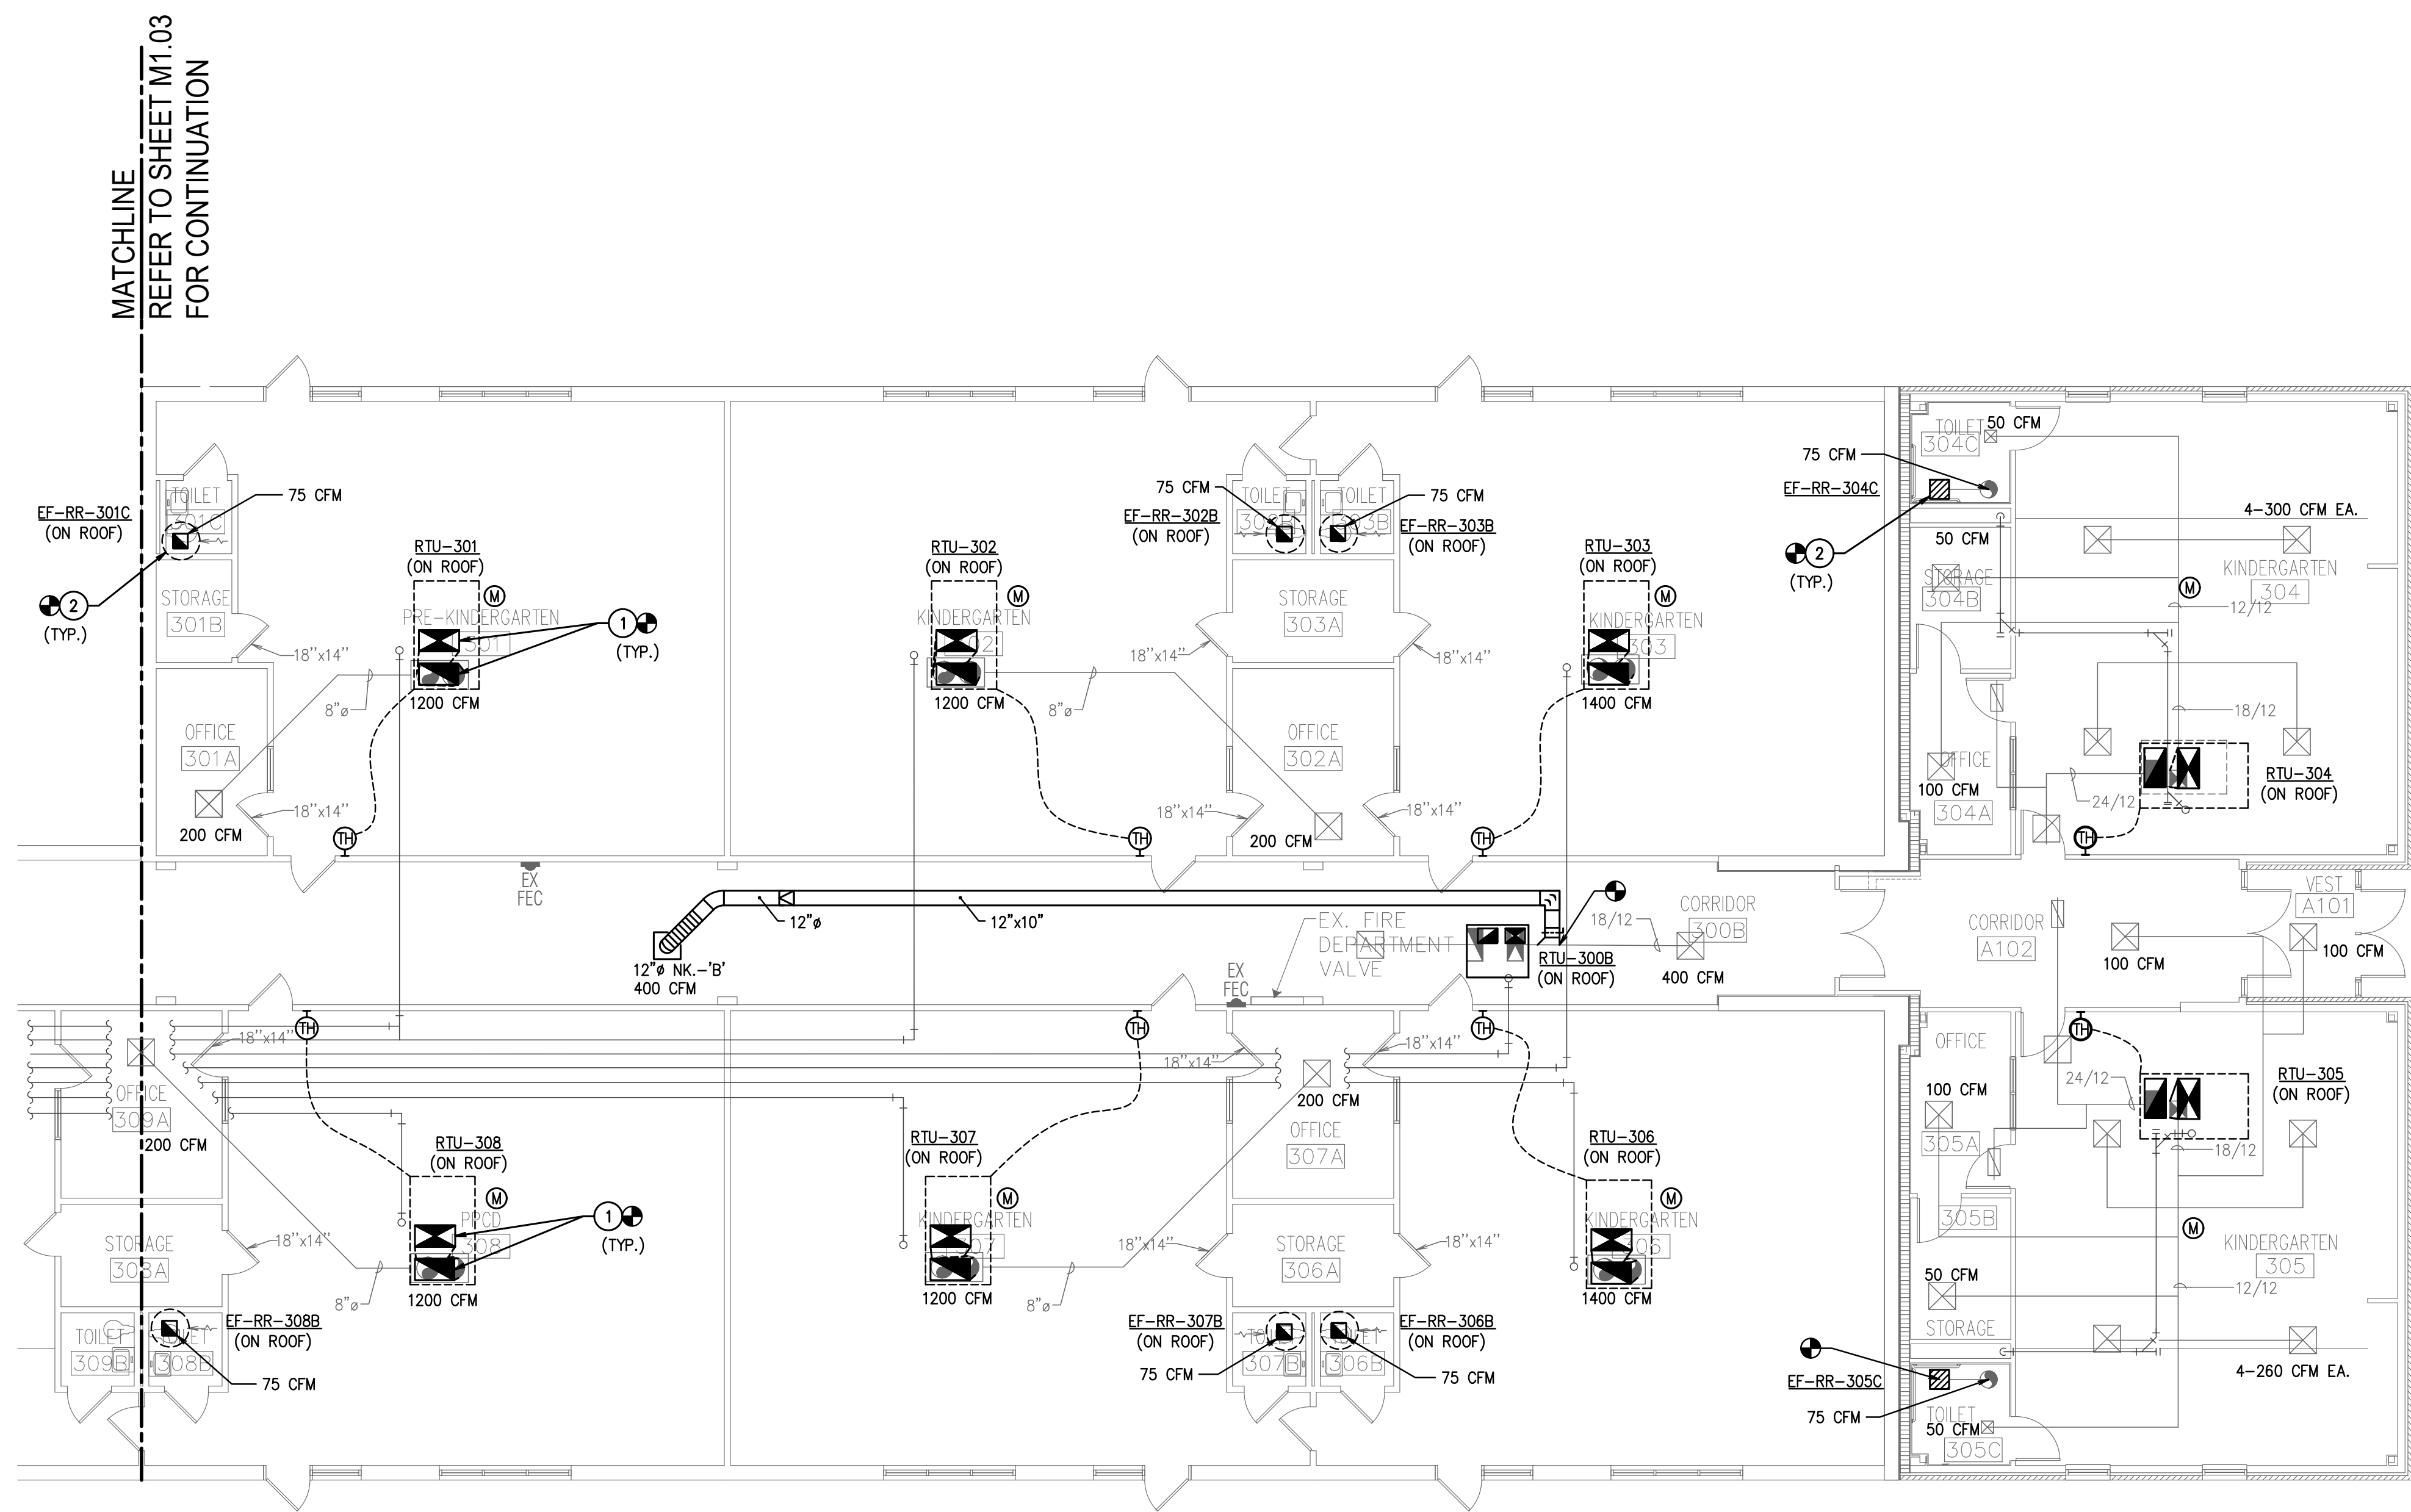 MATCHLINE
REFER TO SHEET M1.03
FOR CONTINUATION
EF-RR-301C
(ON ROOF)
75 CFM
TOILET
301C
2
(TYP.)
STORAGE
301B
18"x14"
OFFICE
301A
200 CFM
18"x14"
8"ø
RTU-301
(ON ROOF)
M
PRE-KINDERGARTEN
301
1
(TYP.)
1200 CFM
TH
EX
FEC
RTU-302
(ON ROOF)
M
KINDERGARTEN
302
1200 CFM
8"ø
TH
75 CFM
EF-RR-302B
(ON ROOF)
TOILET
302B
TOILET
303B
75 CFM
EF-RR-303B
(ON ROOF)
STORAGE
303A
18"x14"
18"x14"
OFFICE
302A
18"x14"
18"x14"
200 CFM
RTU-303
(ON ROOF)
M
KINDERGARTEN
303
1400 CFM
TH
TOILET
304C
50 CFM
75 CFM
EF-RR-304C
2
(TYP.)
50 CFM
STORAGE
304B
4-300 CFM EA.
KINDERGARTEN
304
M
12/12
18/12
OFFICE
100 CFM
304A
24/12
RTU-304
(ON ROOF)
TH
12"ø
12"x10"
12"ø NK.-'B'
400 CFM
EX. FIRE
DEPARTMENT
VALVE
EX
FEC
RTU-300B
(ON ROOF)
18/12
CORRIDOR
300B
400 CFM
CORRIDOR
A102
100 CFM
VEST
A101
100 CFM
18"x14"
TH
OFFICE
309A
200 CFM
RTU-308
(ON ROOF)
M
PPCD
308
1
(TYP.)
1200 CFM
STORAGE
308A
18"x14"
8"ø
EF-RR-308B
(ON ROOF)
TOILET
309B
TOILET
308B
75 CFM
TH
RTU-307
(ON ROOF)
M
KINDERGARTEN
307
1200 CFM
8"ø
18"x14"
18"x14"
200 CFM
OFFICE
307A
18"x14"
STORAGE
306A
18"x14"
EF-RR-307B
(ON ROOF)
TOILET
307B
75 CFM
TOILET
306B
EF-RR-306B
(ON ROOF)
75 CFM
TH
RTU-306
(ON ROOF)
M
KINDERGARTEN
306
1400 CFM
OFFICE
100 CFM
305A
TH
24/12
RTU-305
(ON ROOF)
18/12
305B
M
KINDERGARTEN
305
50 CFM
12/12
STORAGE
4-260 CFM EA.
EF-RR-305C
75 CFM
TOILET
50 CFM
305C